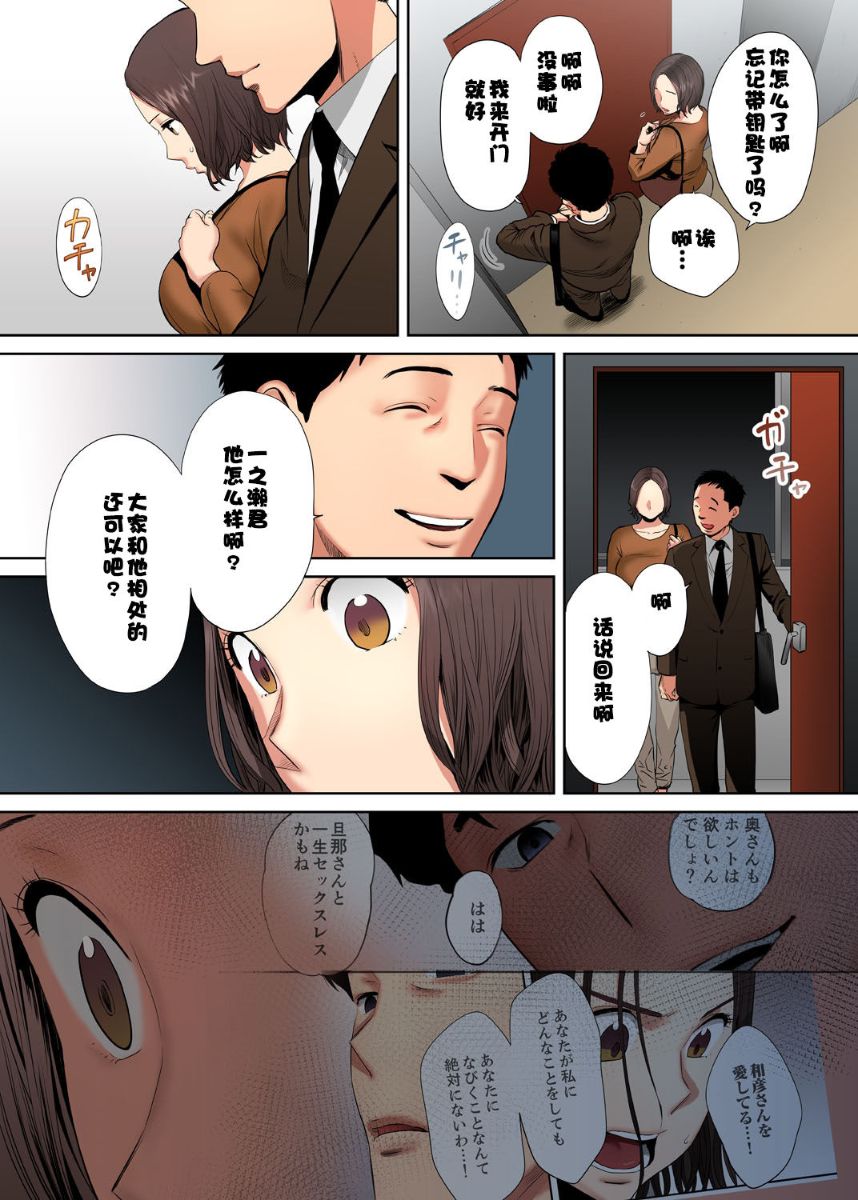 你怎么了啊
忘记带钥匙了吗？
诶
啊…
啊啊
没事啦
我来开门
就好
チャリ…
カチャ
ガチャ
啊
话说回来啊
一之瀬君
他怎么样啊？
大家和他相处的
还可以吧？
奥さんも
ホントは
欲しいん
でしょ？
はは
旦那さんと
一生セックスレス
かもね
和彦さんを
愛してる…！
あなたが私に
どんなことをしても
あなたに
なびくことなんて
絶対にないわ…！